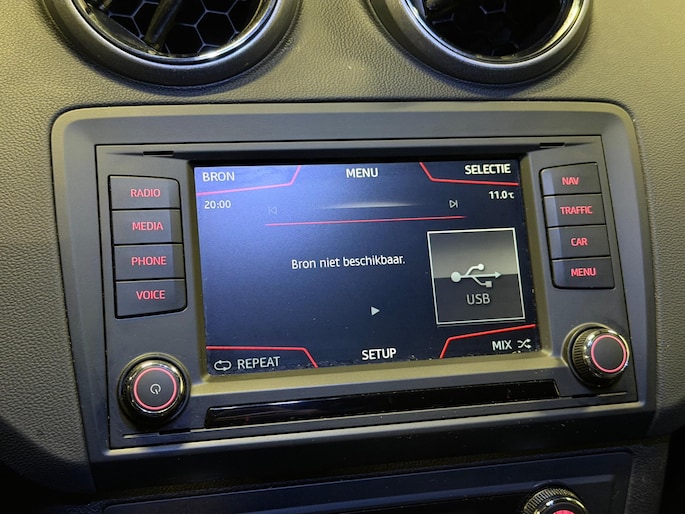 BRON MENU SELECTIE
20:00 11.0°C
Bron niet beschikbaar.
USB
REPEAT SETUP MIX
RADIO
MEDIA
PHONE
VOICE
NAV
TRAFFIC
CAR
MENU